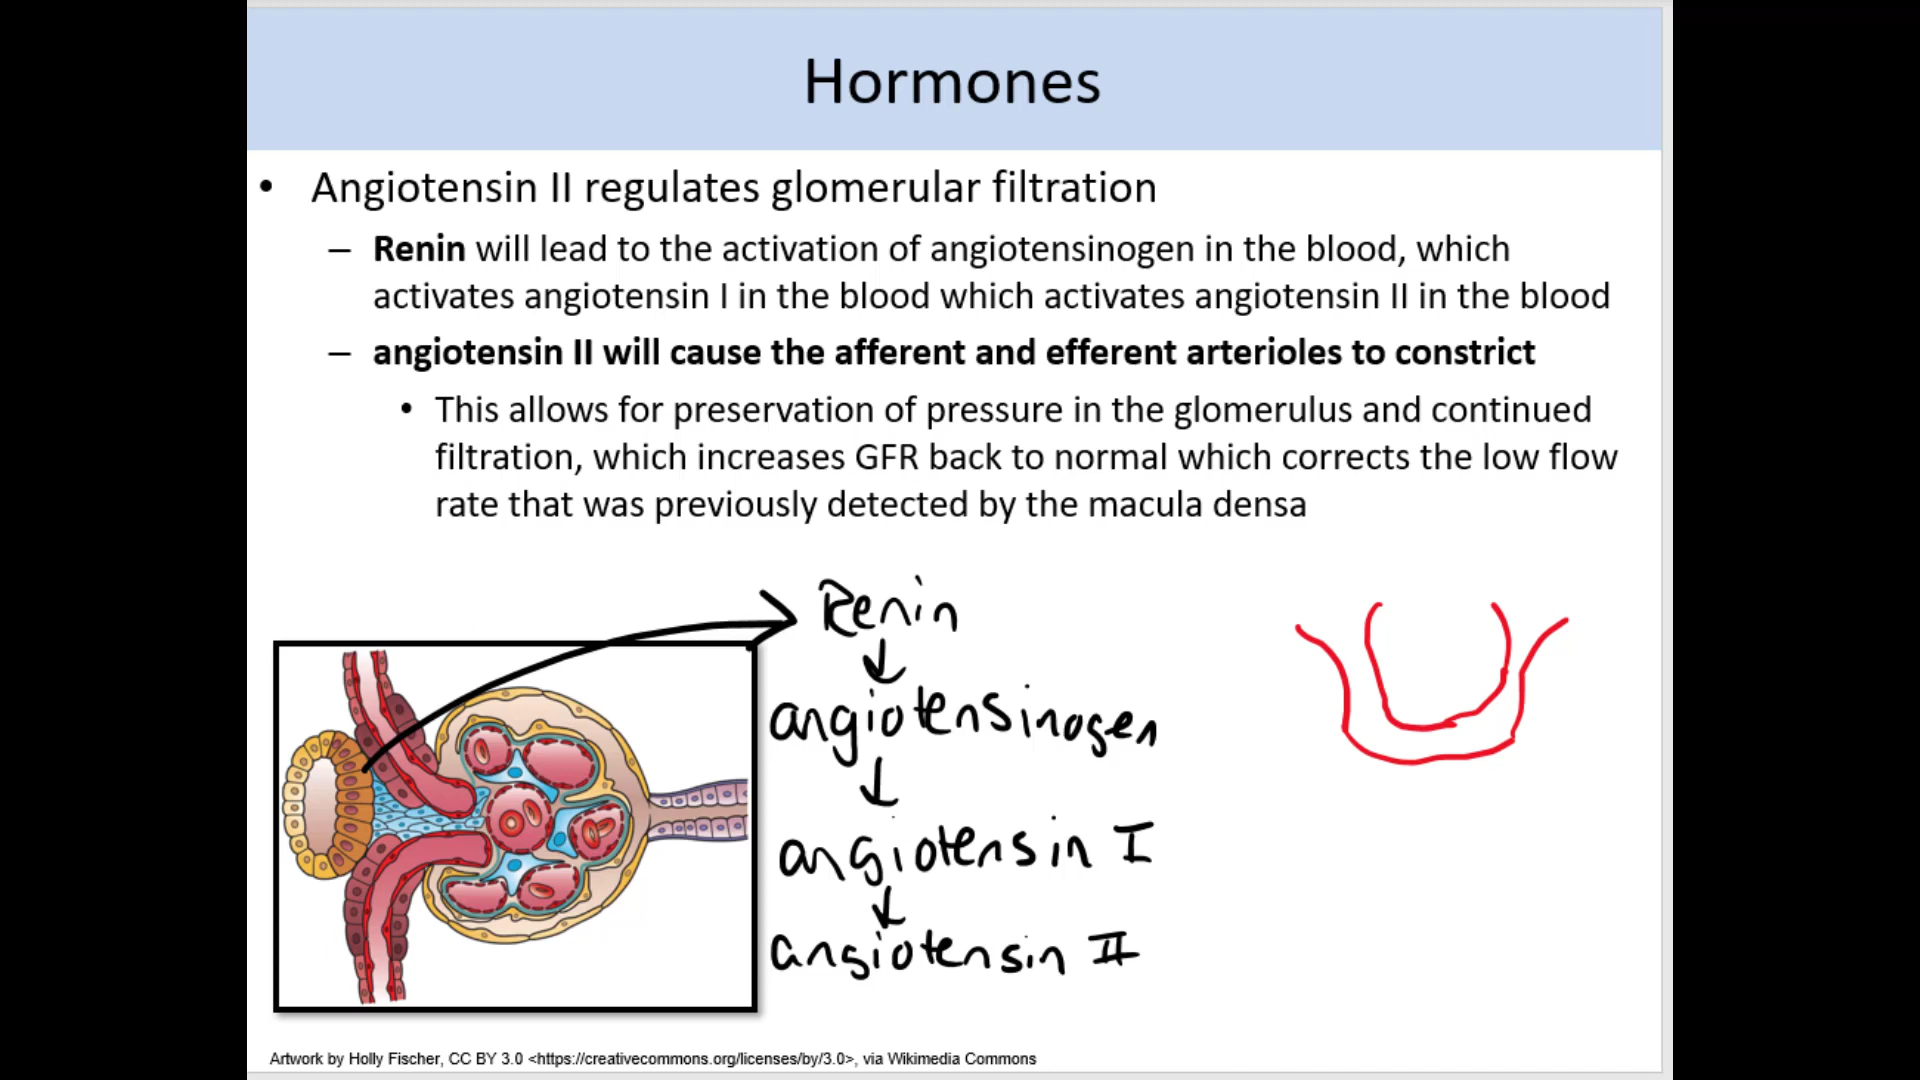 Hormones
• Angiotensin II regulates glomerular filtration
– Renin will lead to the activation of angiotensinogen in the blood, which
activates angiotensin I in the blood which activates angiotensin II in the blood
– angiotensin II will cause the afferent and efferent arterioles to constrict
• This allows for preservation of pressure in the glomerulus and continued
filtration, which increases GFR back to normal which corrects the low flow
rate that was previously detected by the macula densa
Renin
angiotensinogen
angiotensin I
angiotensin II
Artwork by Holly Fischer, CC BY 3.0 <https://creativecommons.org/licenses/by/3.0>, via Wikimedia Commons